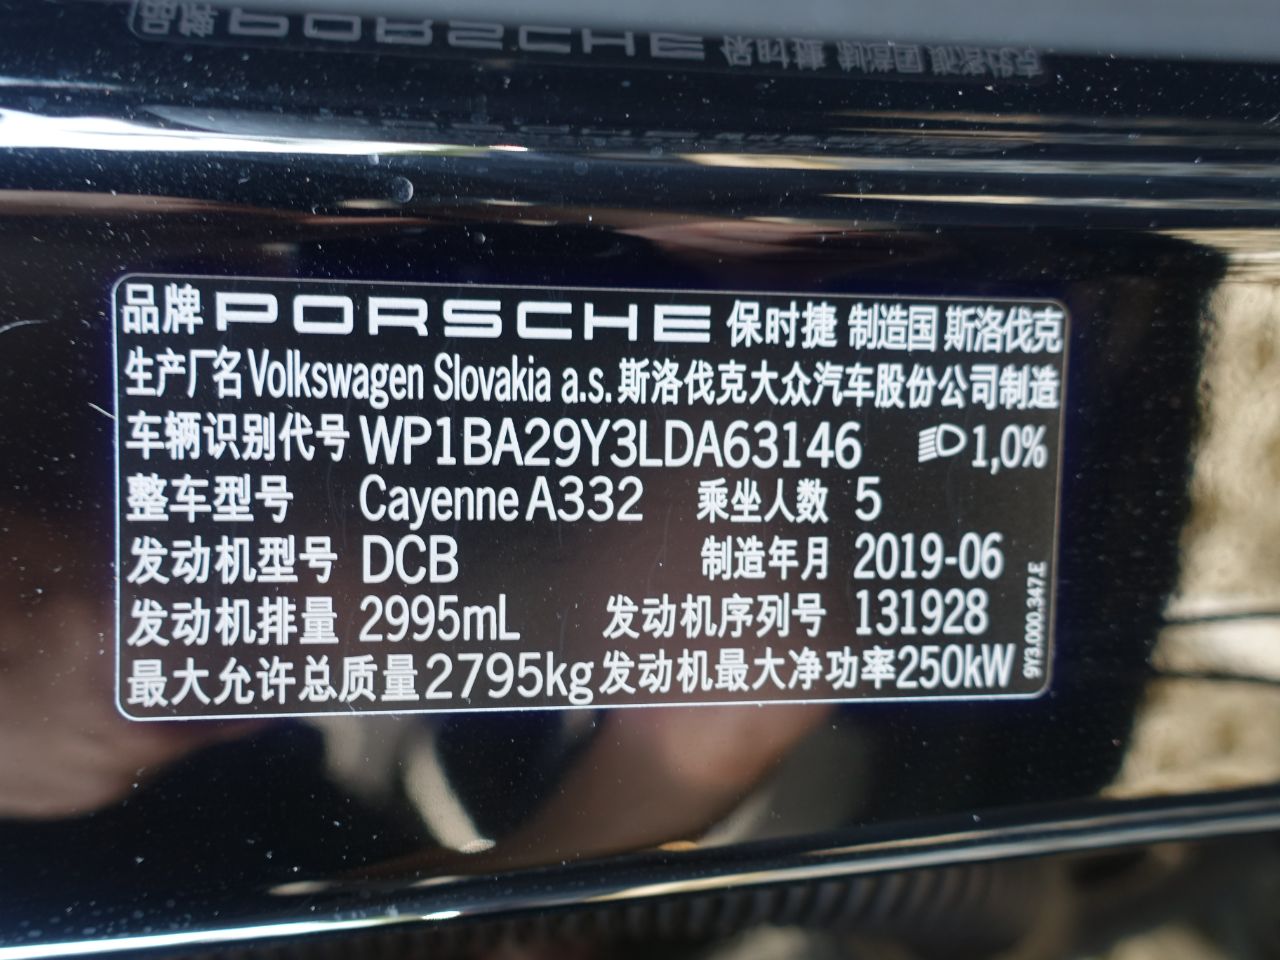 品牌 PORSCHE 保时捷 制造国 斯洛伐克
生产厂名 Volkswagen Slovakia a.s. 斯洛伐克大众汽车股份公司制造
车辆识别代号 WP1BA29Y3LDA63146 1,0%
整车型号 Cayenne A332 乘坐人数 5
发动机型号 DCB 制造年月 2019-06
发动机排量 2995mL 发动机序列号 131928
最大允许总质量 2795kg 发动机最大净功率 250kW
9Y3.000.347.E